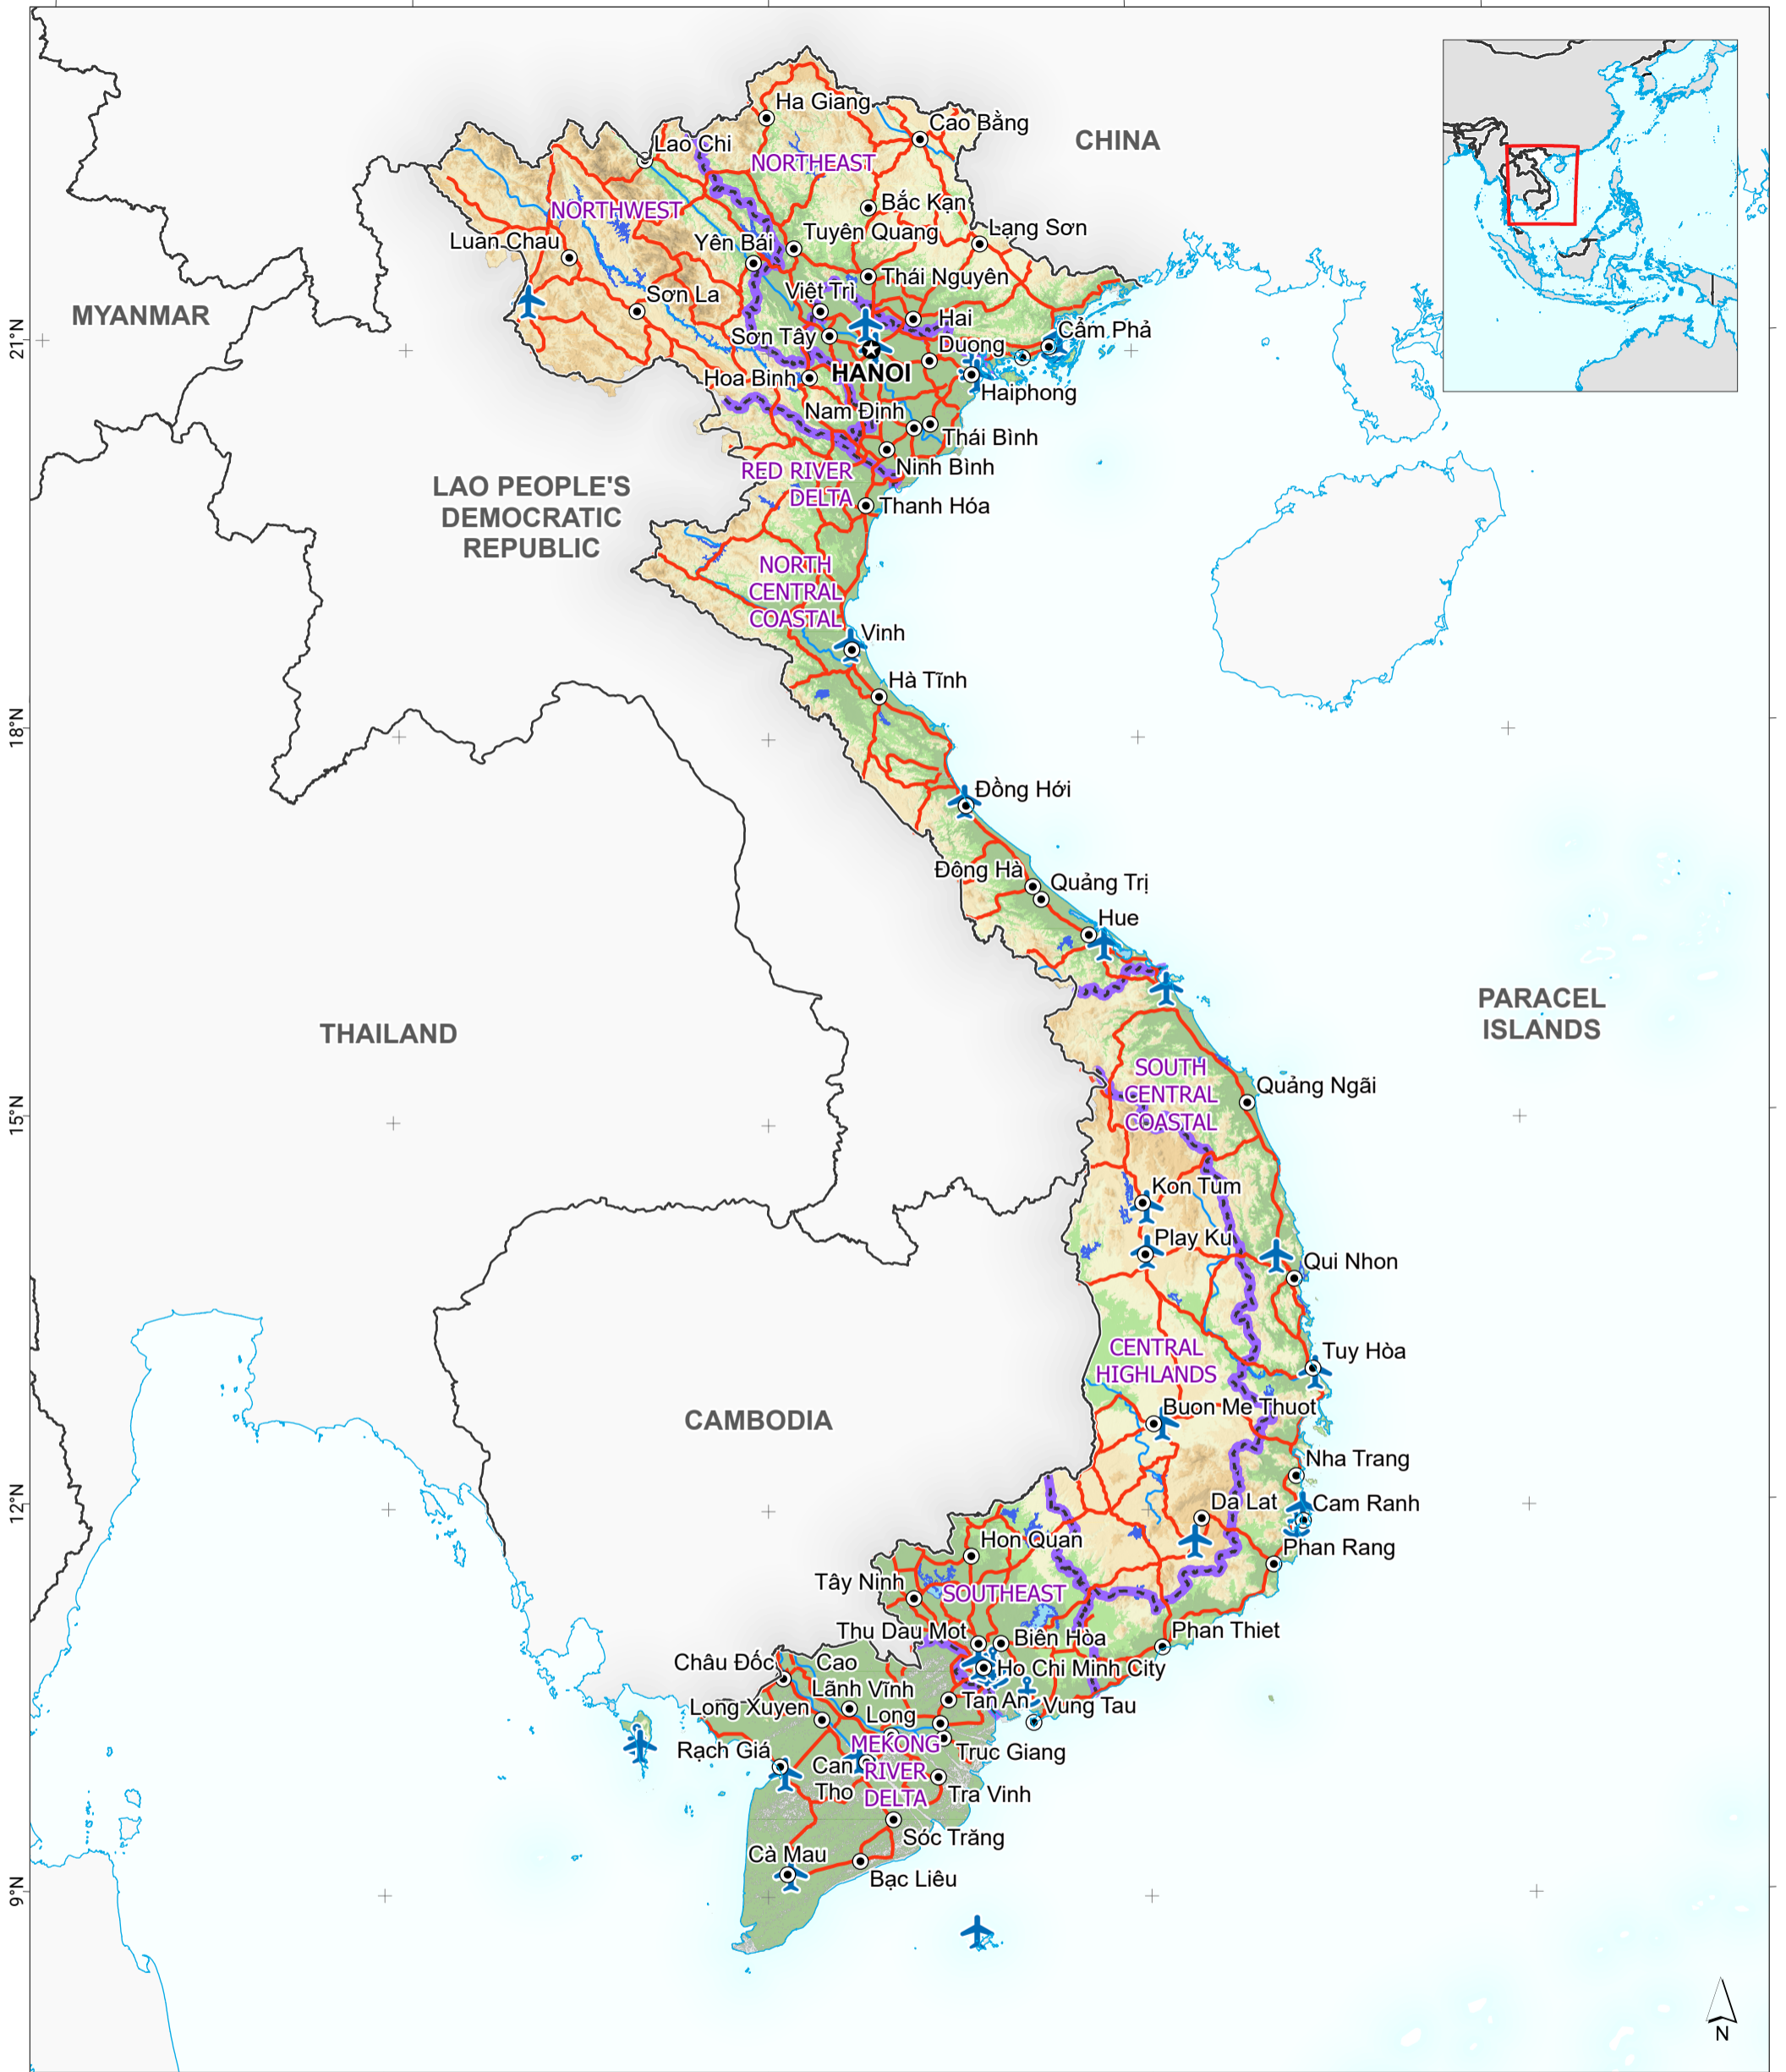 Ha Giang
Cao Bằng
CHINA
Lao Chi
NORTHEAST
NORTHWEST
Bắc Kạn
Luan Chau
Yên Bái
Tuyên Quang
Lạng Sơn
Thái Nguyên
MYANMAR
Sơn La
Việt Trì
Hai
Duong
Cẩm Phả
21°N
Sơn Tây
HANOI
Hoa Binh
Haiphong
Nam Định
Thái Bình
Ninh Bình
RED RIVER
DELTA
LAO PEOPLE'S
DEMOCRATIC
REPUBLIC
Thanh Hóa
NORTH
CENTRAL
COASTAL
Vinh
Hà Tĩnh
18°N
Đồng Hới
Đông Hà
Quảng Trị
Hue
PARACEL
ISLANDS
THAILAND
SOUTH
CENTRAL
COASTAL
Quảng Ngãi
15°N
Kon Tum
Play Ku
Qui Nhon
CENTRAL
HIGHLANDS
Tuy Hòa
CAMBODIA
Buon Me Thuot
Nha Trang
12°N
Da Lat
Cam Ranh
Hon Quan
Phan Rang
Tây Ninh
SOUTHEAST
Thu Dau Mot
Biên Hòa
Phan Thiet
Châu Đốc
Cao
Lãnh
Ho Chi Minh City
Vĩnh
Long
Long Xuyen
Tan An
Vung Tau
Rạch Giá
MEKONG
RIVER
DELTA
Truc Giang
Can
Tho
Tra Vinh
Sóc Trăng
Cà Mau
Bạc Liêu
9°N
N